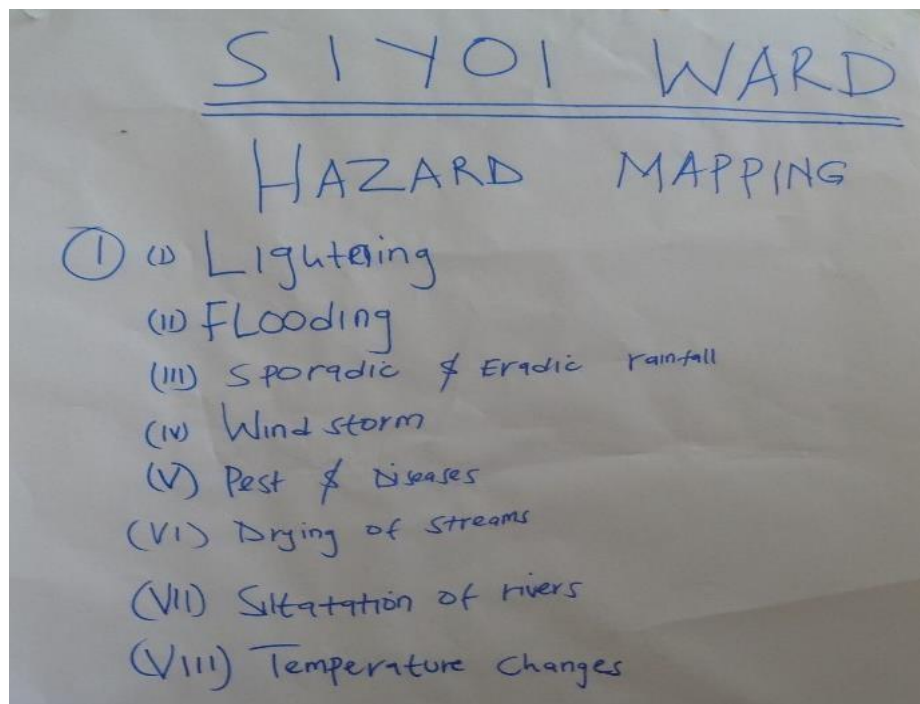 SIYOI WARD
HAZARD MAPPING
① (I) Lightering
(II) FLooding
(III) Sporadic & Eradic rainfall
(IV) Wind storm
(V) Pest & Diseases
(VI) Drying of streams
(VII) Siltatation of rivers
(VIII) Temperature changes